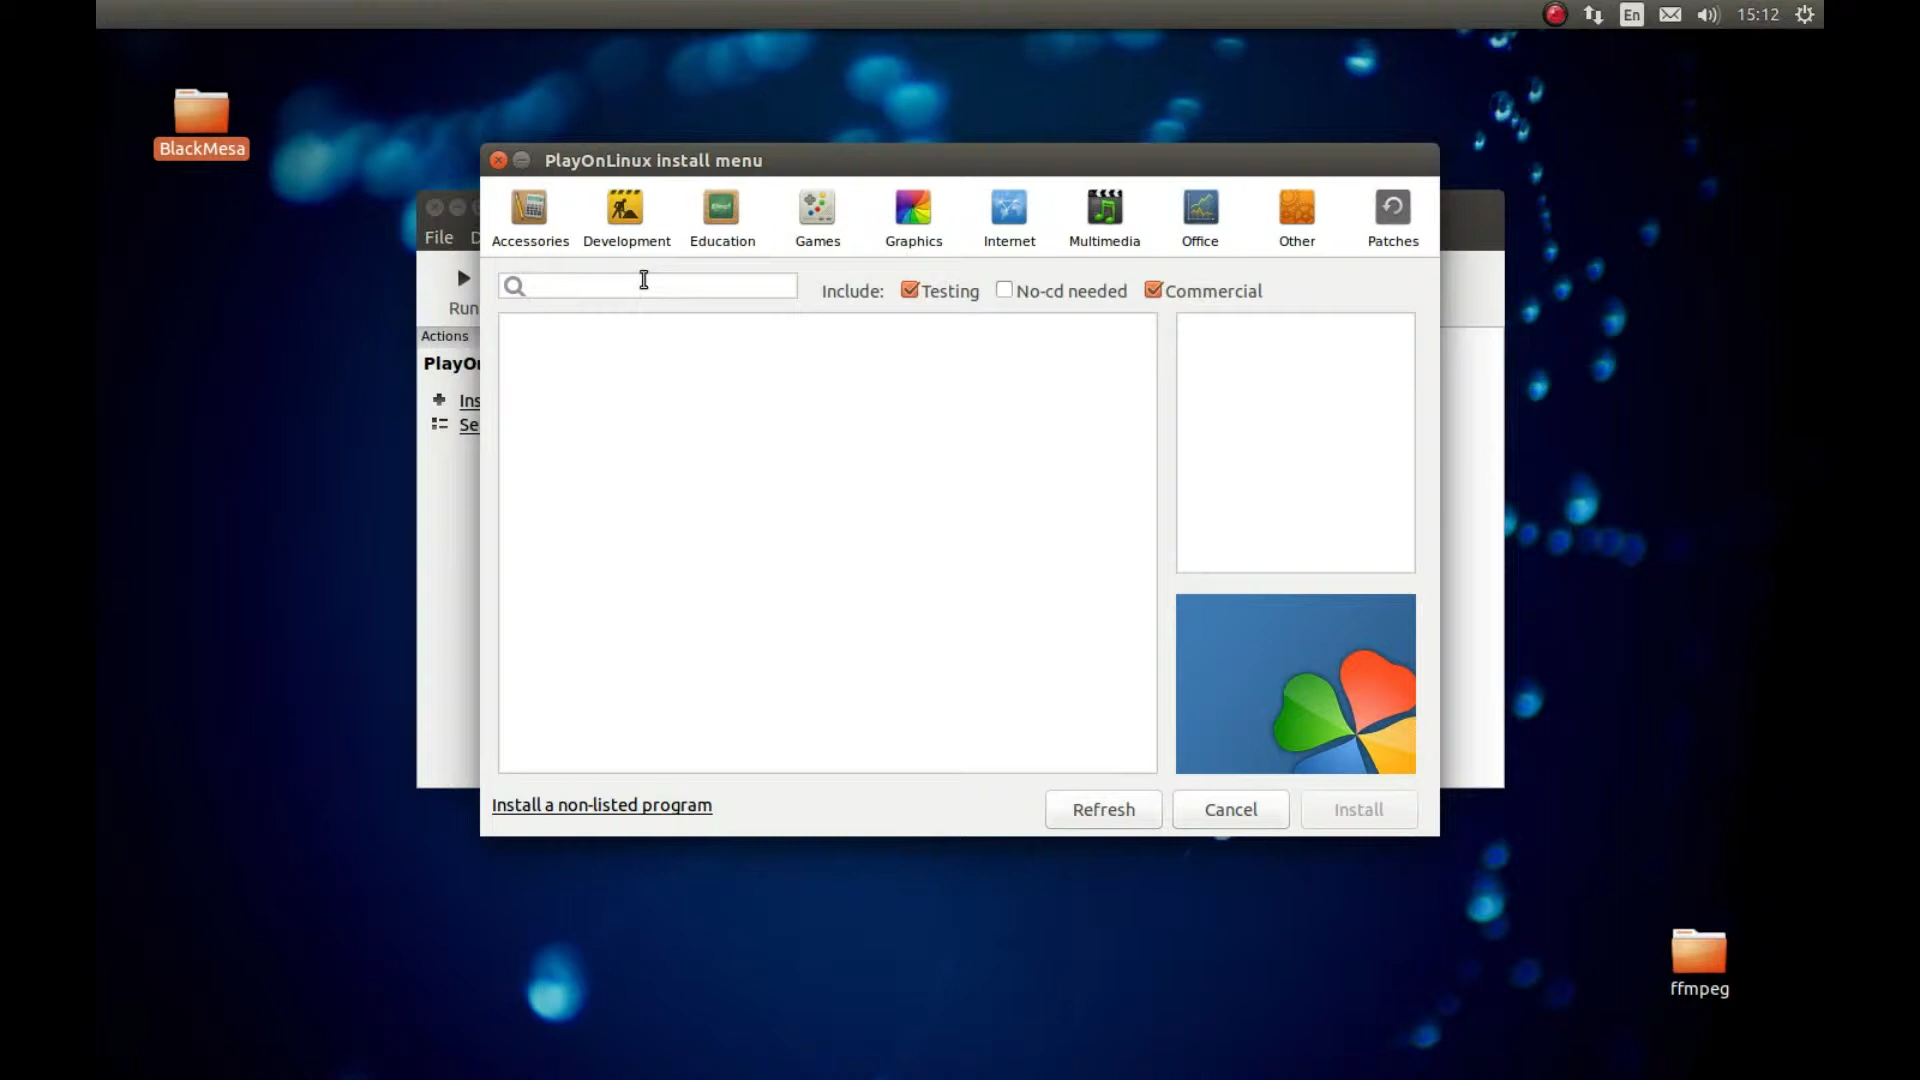 En
15:12
BlackMesa
PlayOnLinux install menu
Accessories Development Education Games Graphics Internet Multimedia Office Other Patches
File D
Include: Testing No-cd needed Commercial
Run
Actions
PlayOn
Ins
Se
Install a non-listed program
Refresh Cancel Install
ffmpeg